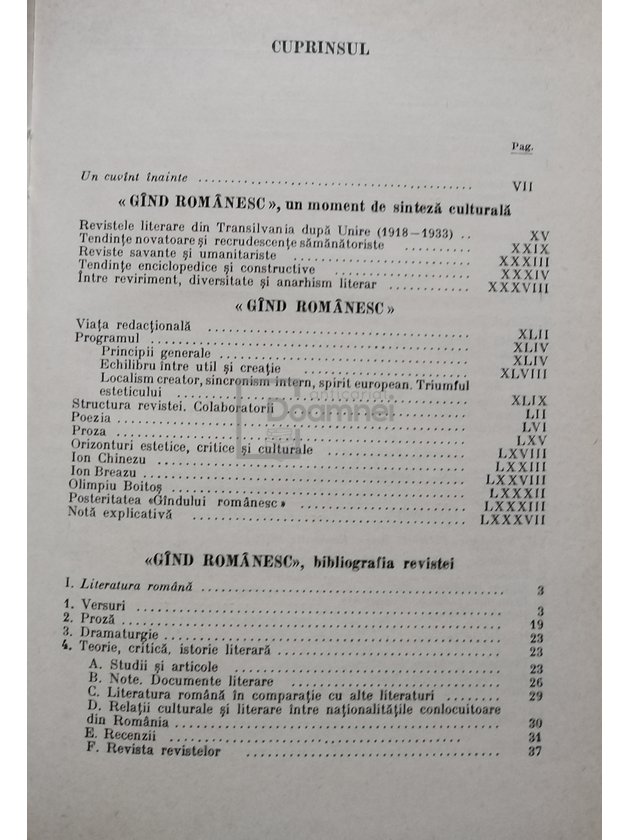 CUPRINSUL
Pag.
Un cuvînt înainte ........ VII
«GÎND ROMÂNESC», un moment de sinteză culturală
Revistele literare din Transilvania după Unire (1918-1933) .. XV
Tendințe novatoare și recrudescențe sămănătoriste ........ XXIX
Reviste savante și umanitariste ........ XXXIII
Tendințe enciclopedice și constructive ........ XXXIV
Între reviriment, diversitate și anarhism literar ........ XXXVIII
«GÎND ROMÂNESC»
Viața redacțională ........ XLII
Programul ........ XLIV
Principii generale ........ XLIV
Echilibru între util și creație ........ XLVIII
Localism creator, sincronism intern, spirit european. Triumful
esteticului ........ XLIX
Structura revistei. Colaboratorii ........ LII
Poezia ........ LVI
Proza ........ LXV
Orizonturi estetice, critice și culturale ........ LXVIII
Ion Chinezu ........ LXXIII
Ion Breazu ........ LXXVIII
Olimpiu Boitoș ........ LXXXII
Posteritatea «Gîndului românesc» ........ LXXXIII
Notă explicativă ........ LXXXVII
anticariat
Doamnei
«GÎND ROMÂNESC», bibliografia revistei
I. Literatura română ........ 3
1. Versuri ........ 3
2. Proză ........ 19
3. Dramaturgie ........ 23
4. Teorie, critică, istorie literară ........ 23
A. Studii și articole ........ 23
B. Note. Documente literare ........ 26
C. Literatura română în comparație cu alte literaturi ........ 29
D. Relații culturale și literare între naționalitățile conlocuitoare
din România ........ 30
E. Recenzii ........ 31
F. Revista revistelor ........ 37